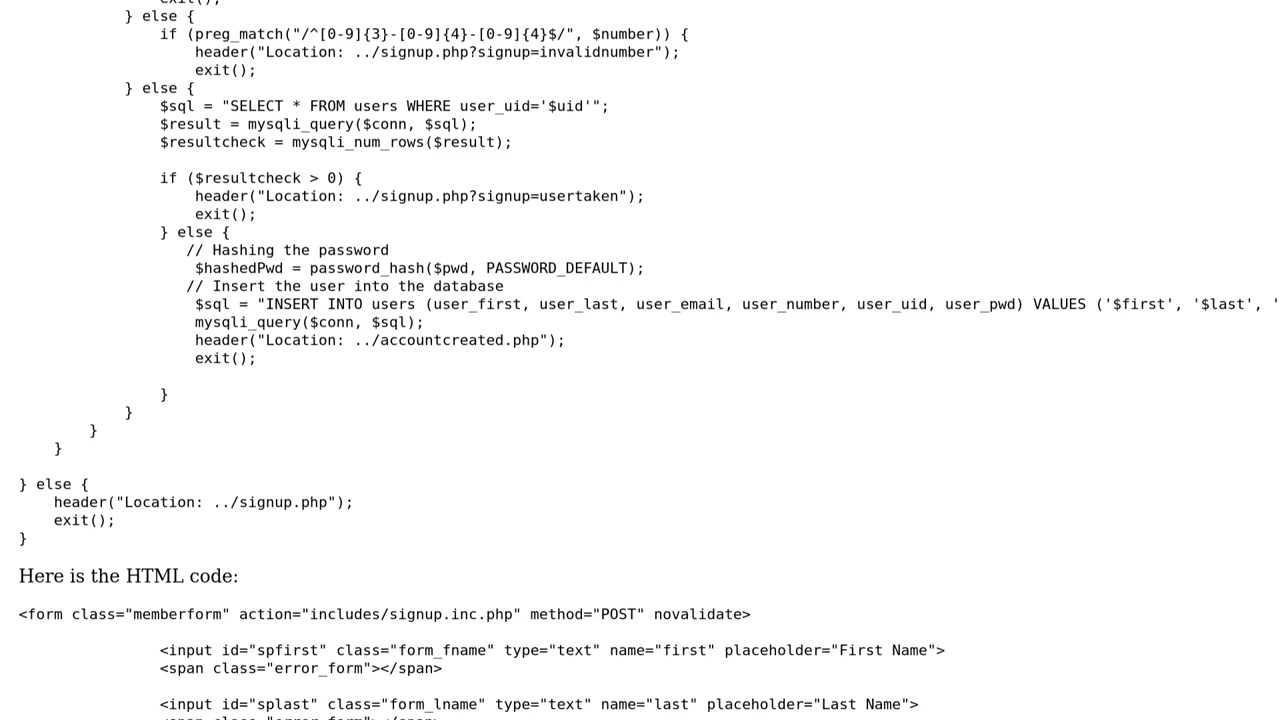 exit();
} else {
if (preg_match("/^[0-9]{3}-[0-9]{4}-[0-9]{4}$/", $number)) {
header("Location: ../signup.php?signup=invalidnumber");
exit();
} else {
$sql = "SELECT * FROM users WHERE user_uid='$uid'";
$result = mysqli_query($conn, $sql);
$resultcheck = mysqli_num_rows($result);
if ($resultcheck > 0) {
header("Location: ../signup.php?signup=usertaken");
exit();
} else {
// Hashing the password
$hashedPwd = password_hash($pwd, PASSWORD_DEFAULT);
// Insert the user into the database
$sql = "INSERT INTO users (user_first, user_last, user_email, user_number, user_uid, user_pwd) VALUES ('$first', '$last', '
mysqli_query($conn, $sql);
header("Location: ../accountcreated.php");
exit();
}
}
}
}
} else {
header("Location: ../signup.php");
exit();
}
Here is the HTML code:
<form class="memberform" action="includes/signup.inc.php" method="POST" novalidate>
<input id="spfirst" class="form_fname" type="text" name="first" placeholder="First Name">
<span class="error_form"></span>
<input id="splast" class="form_lname" type="text" name="last" placeholder="Last Name">
<span class="error_form"></span>